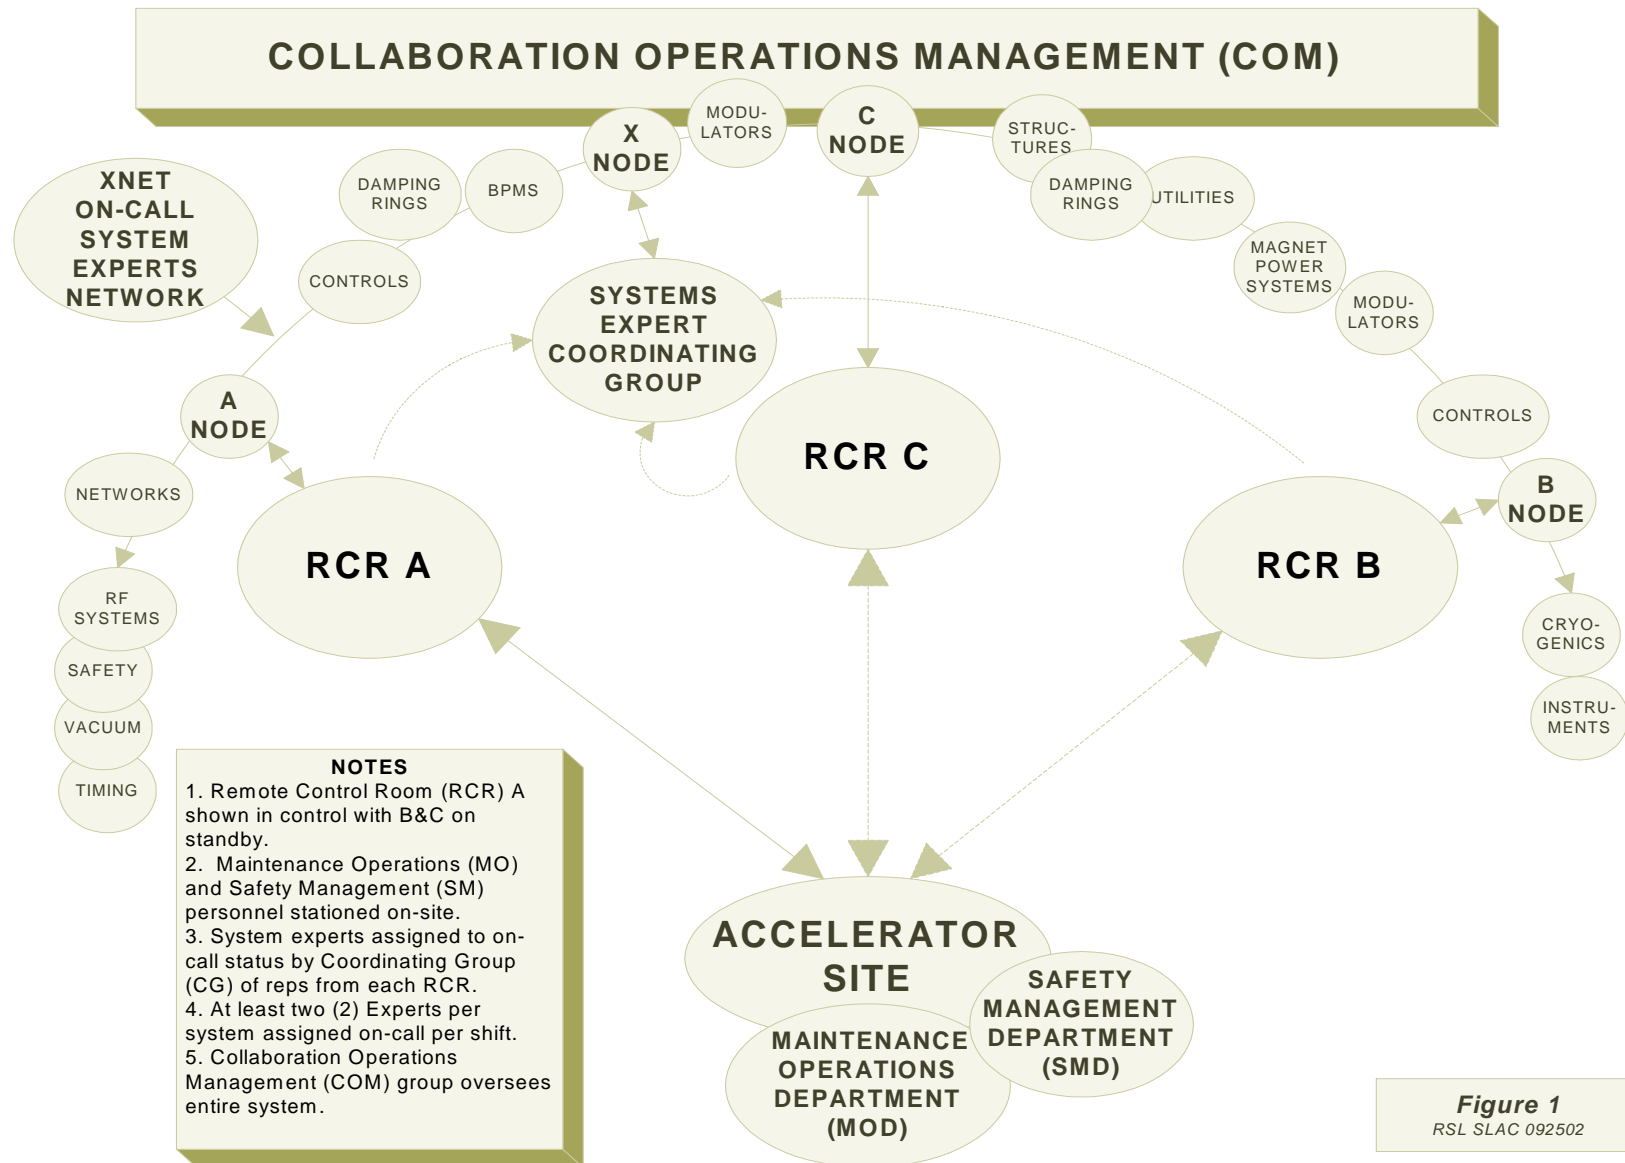 COLLABORATION OPERATIONS MANAGEMENT (COM)
MODU-
LATORS
C
NODE
X
NODE
STRUC-
TURES
XNET
ON-CALL
SYSTEM
EXPERTS
NETWORK
DAMPING
RINGS
BPMS
DAMPING
RINGS
UTILITIES
CONTROLS
MAGNET
POWER
SYSTEMS
MODU-
LATORS
SYSTEMS
EXPERT
COORDINATING
GROUP
A
NODE
CONTROLS
RCR C
NETWORKS
B
NODE
RCR A
RCR B
RF
SYSTEMS
CRYO-
GENICS
SAFETY
INSTRU-
MENTS
VACUUM
TIMING
NOTES
1. Remote Control Room (RCR) A
shown in control with B&C on
standby.
2.  Maintenance Operations (MO)
and Safety Management (SM)
personnel stationed on-site.
3. System experts assigned to on-
call status by Coordinating Group
(CG) of reps from each RCR.
4. At least two (2) Experts per
system assigned on-call per shift.
5. Collaboration Operations
Management (COM) group oversees
entire system.
ACCELERATOR
SITE
SAFETY
MANAGEMENT
DEPARTMENT
(SMD)
MAINTENANCE
OPERATIONS
DEPARTMENT
(MOD)
Figure 1
RSL SLAC 092502